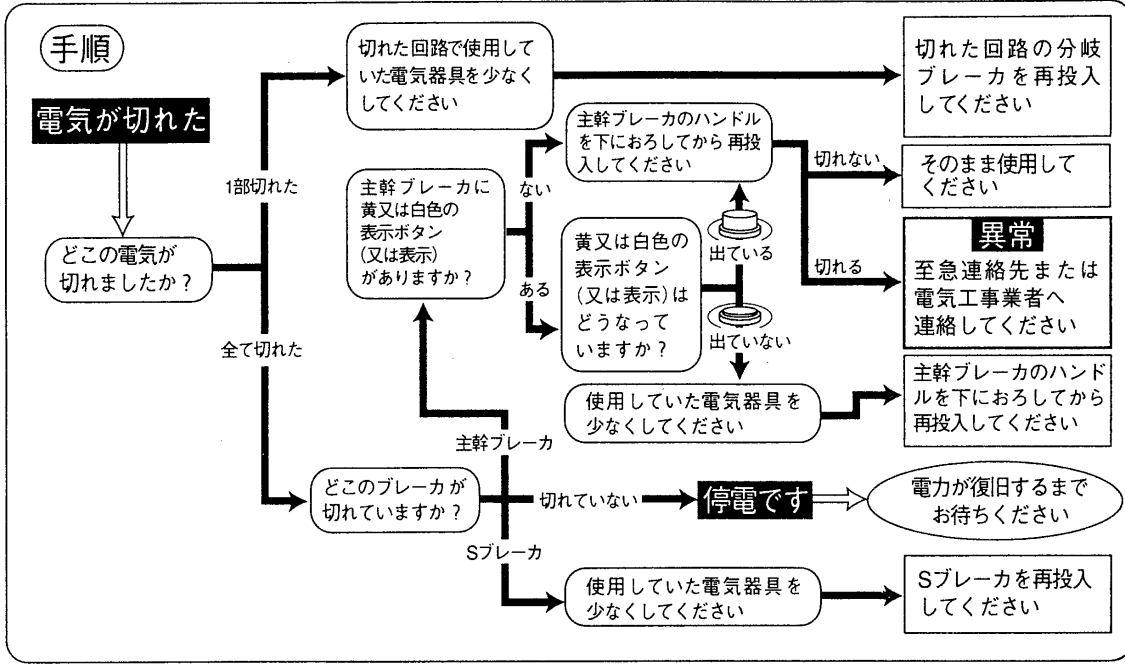 手順
電気が切れた
どこの電気が
切れましたか？
1部切れた
切れた回路で使用して
いた電気器具を少なく
してください
切れた回路の分岐
ブレーカを再投入
してください
全て切れた
どこのブレーカが
切れていますか？
主幹ブレーカ
主幹ブレーカに
黄又は白色の
表示ボタン
(又は表示)
がありますか？
ない
主幹ブレーカのハンドル
を下におろしてから再投
入してください
切れない
そのまま使用して
ください
切れる
異常
至急連絡先または
電気工事業者へ
連絡してください
ある
黄又は白色の
表示ボタン
(又は表示)は
どうなって
いますか？
出ている
出ていない
使用していた電気器具を
少なくしてください
主幹ブレーカのハンド
ルを下におろしてから
再投入してください
切れていない
停電です
電力が復旧するまで
お待ちください
Sブレーカ
使用していた電気器具を
少なくしてください
Sブレーカを再投入
してください